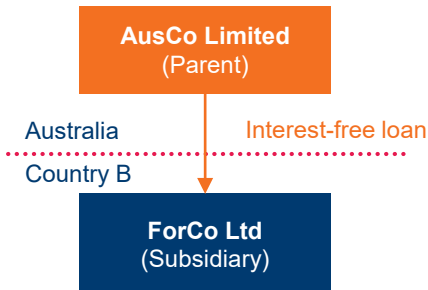 AusCo Limited
(Parent)
Australia
Interest-free loan
Country B
ForCo Ltd
(Subsidiary)